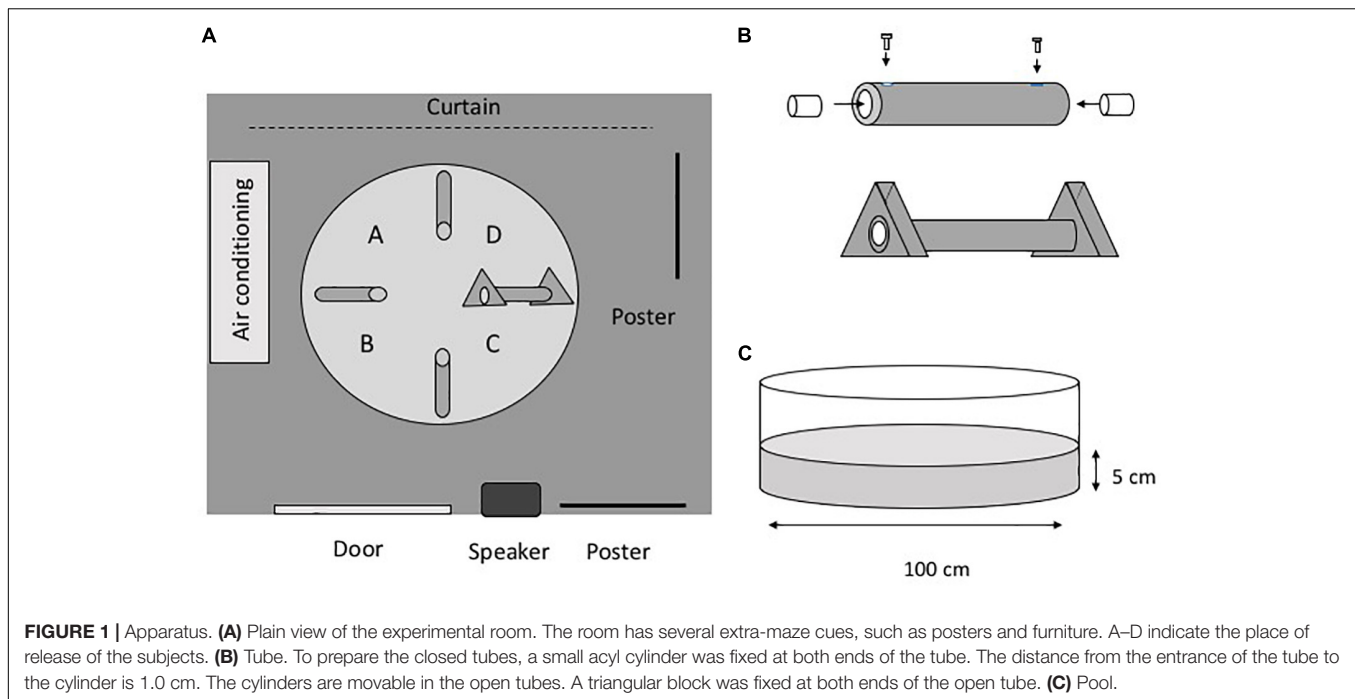 A
Curtain
Air conditioning
A
D
B
C
Poster
Door
Speaker
Poster
B
C
5 cm
100 cm
FIGURE 1 | Apparatus. (A) Plain view of the experimental room. The room has several extra-maze cues, such as posters and furniture. A–D indicate the place of
release of the subjects. (B) Tube. To prepare the closed tubes, a small acyl cylinder was fixed at both ends of the tube. The distance from the entrance of the tube to
the cylinder is 1.0 cm. The cylinders are movable in the open tubes. A triangular block was fixed at both ends of the open tube. (C) Pool.